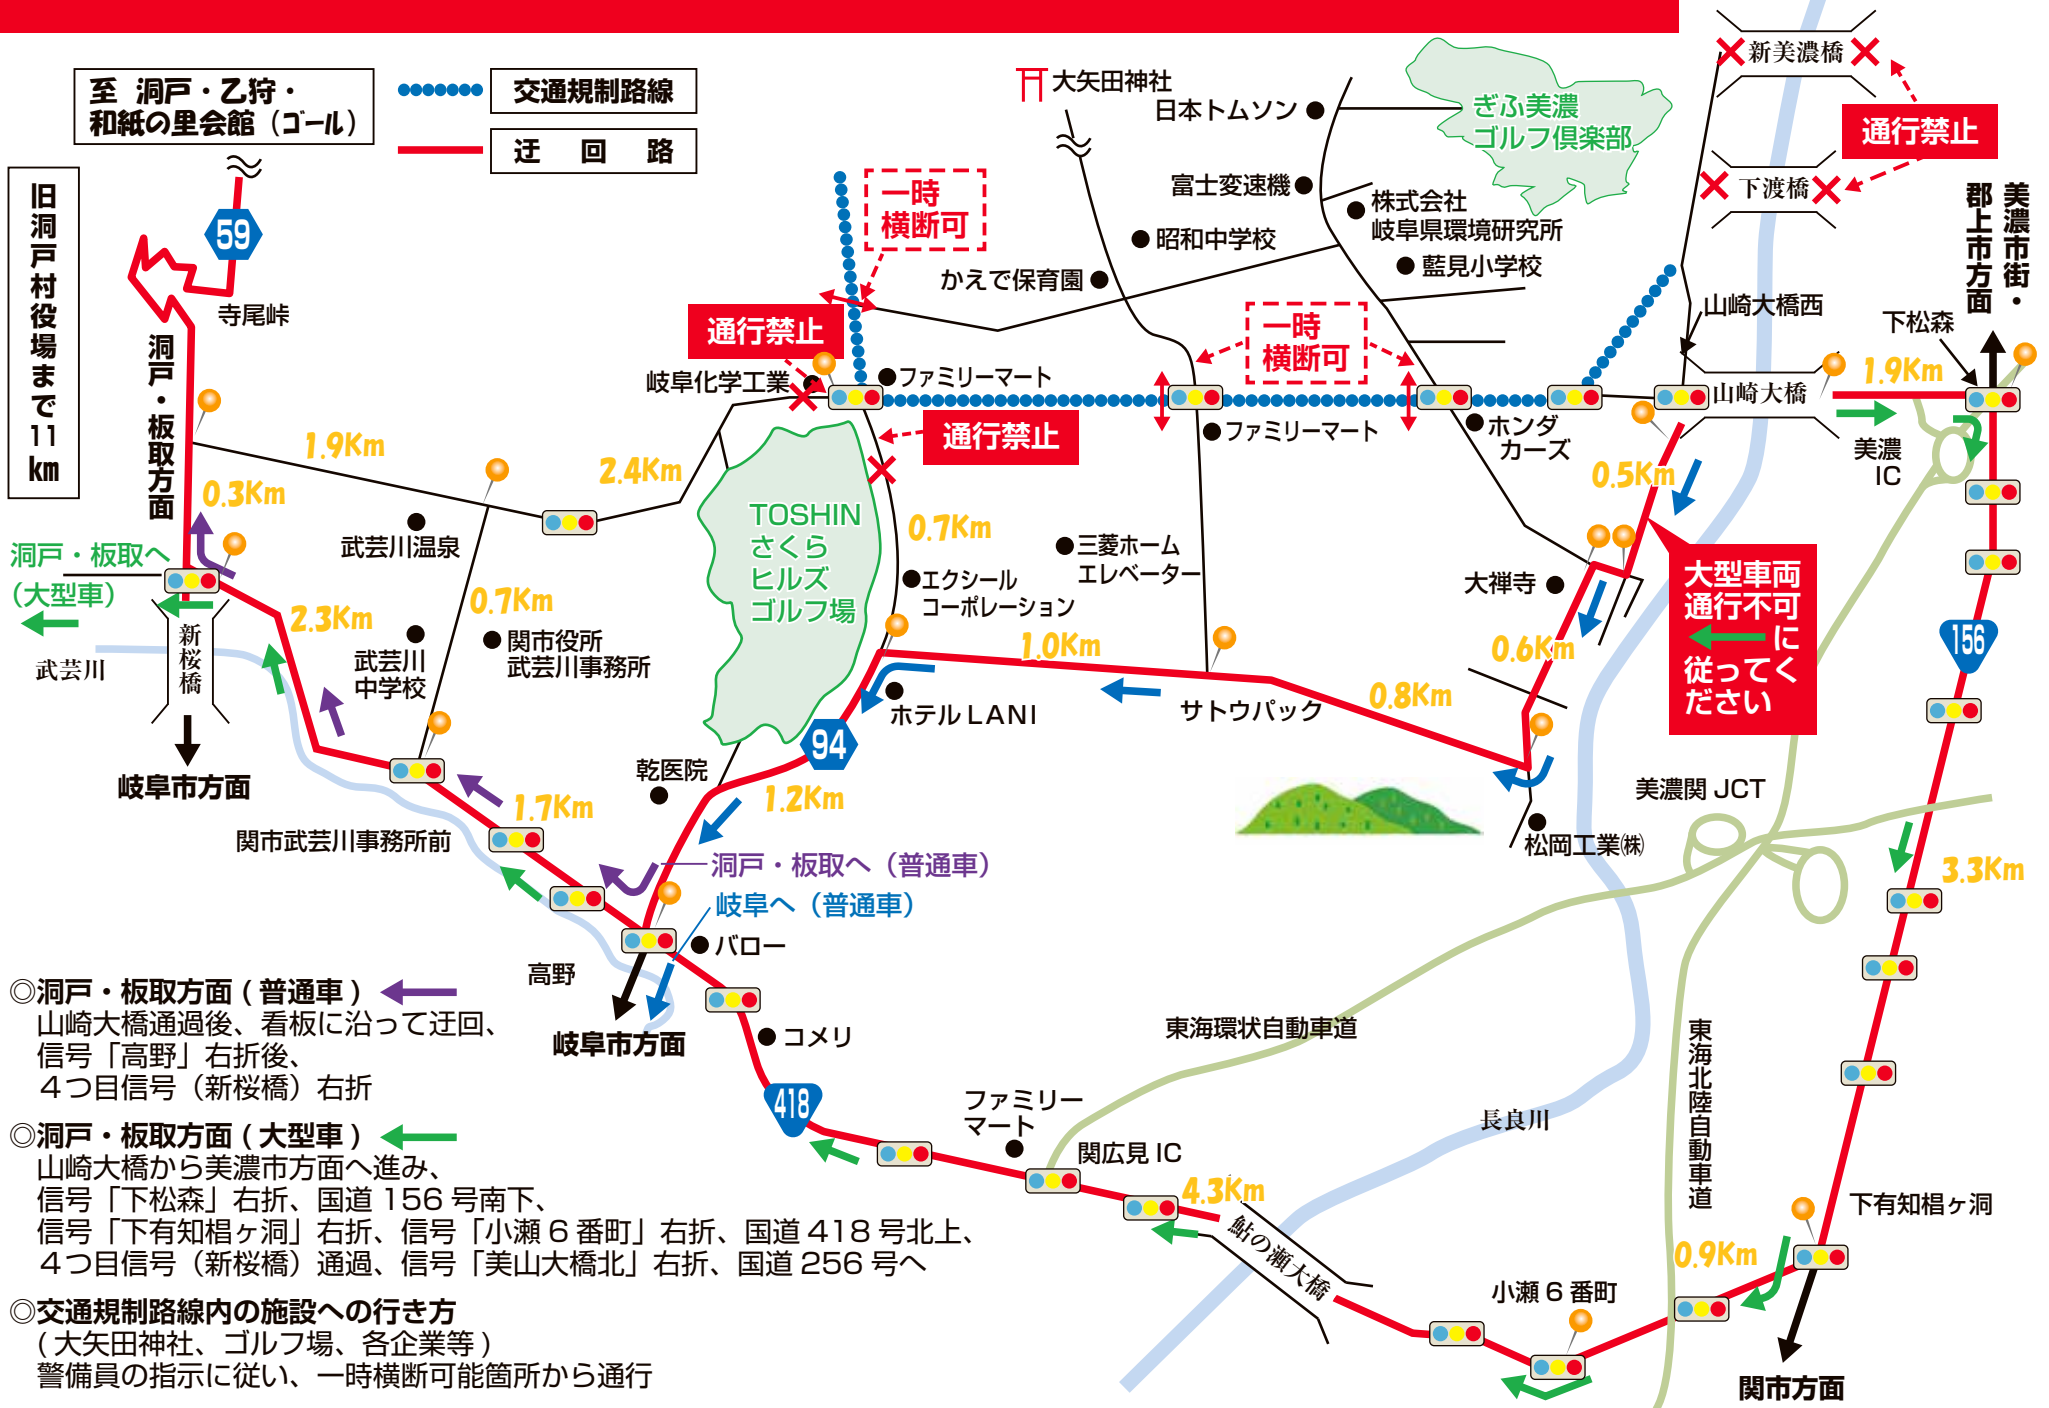 至 洞戸・乙狩・
和紙の里会館（ゴール）
交通規制路線
迂回路
旧洞戸村役場まで11km
59
寺尾峠
洞戸・板取方面
大矢田神社
日本トムソン
ぎふ美濃
ゴルフ倶楽部
新美濃橋
通行禁止
下渡橋
美濃市街・
郡上市方面
一時
横断可
富士変速機
株式会社
岐阜県環境研究所
昭和中学校
藍見小学校
かえで保育園
山崎大橋西
下松森
通行禁止
一時
横断可
岐阜化学工業
ファミリーマート
山崎大橋
1.9Km
ファミリーマート
ホンダ
カーズ
美濃
IC
通行禁止
1.9Km
2.4Km
0.3Km
0.5Km
TOSHIN
さくら
ヒルズ
ゴルフ場
0.7Km
武芸川温泉
三菱ホーム
エレベーター
洞戸・板取へ
（大型車）
エクシール
コーポレーション
大禅寺
大型車両
通行不可
に
従ってく
ださい
2.3Km
0.7Km
新桜橋
武芸川
武芸川
中学校
関市役所
武芸川事務所
1.0Km
0.6Km
156
0.8Km
ホテルLANI
サトウパック
94
岐阜市方面
乾医院
1.2Km
1.7Km
美濃関JCT
関市武芸川事務所前
松岡工業㈱
3.3Km
洞戸・板取へ（普通車）
岐阜へ（普通車）
バロー
高野
岐阜市方面
コメリ
東海環状自動車道
東海北陸自動車道
418
ファミリー
マート
関広見IC
長良川
4.3Km
鮎の瀬大橋
下有知椙ヶ洞
0.9Km
小瀬6番町
関市方面
◎洞戸・板取方面(普通車)
山崎大橋通過後、看板に沿って迂回、
信号「高野」右折後、
４つ目信号（新桜橋）右折
◎洞戸・板取方面(大型車)
山崎大橋から美濃市方面へ進み、
信号「下松森」右折、国道156号南下、
信号「下有知椙ヶ洞」右折、信号「小瀬6番町」右折、国道418号北上、
４つ目信号（新桜橋）通過、信号「美山大橋北」右折、国道256号へ
◎交通規制路線内の施設への行き方
(大矢田神社、ゴルフ場、各企業等)
警備員の指示に従い、一時横断可能箇所から通行